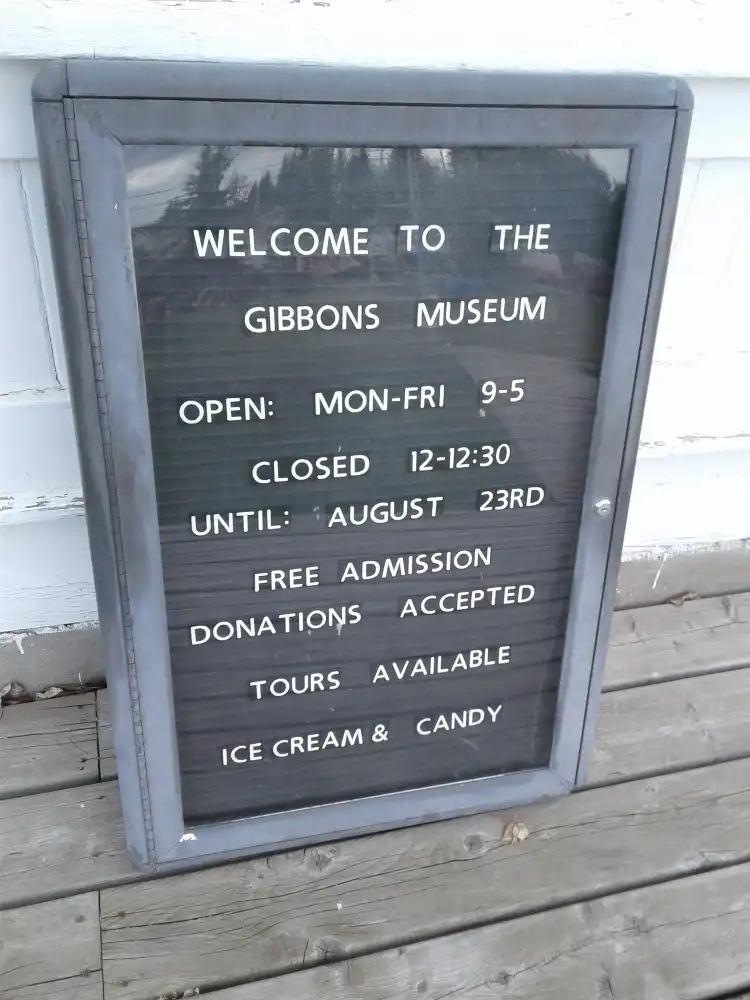 WELCOME TO THE
GIBBONS MUSEUM
OPEN: MON-FRI 9-5
CLOSED 12-12:30
UNTIL: AUGUST 23RD
FREE ADMISSION
DONATIONS ACCEPTED
TOURS AVAILABLE
ICE CREAM & CANDY